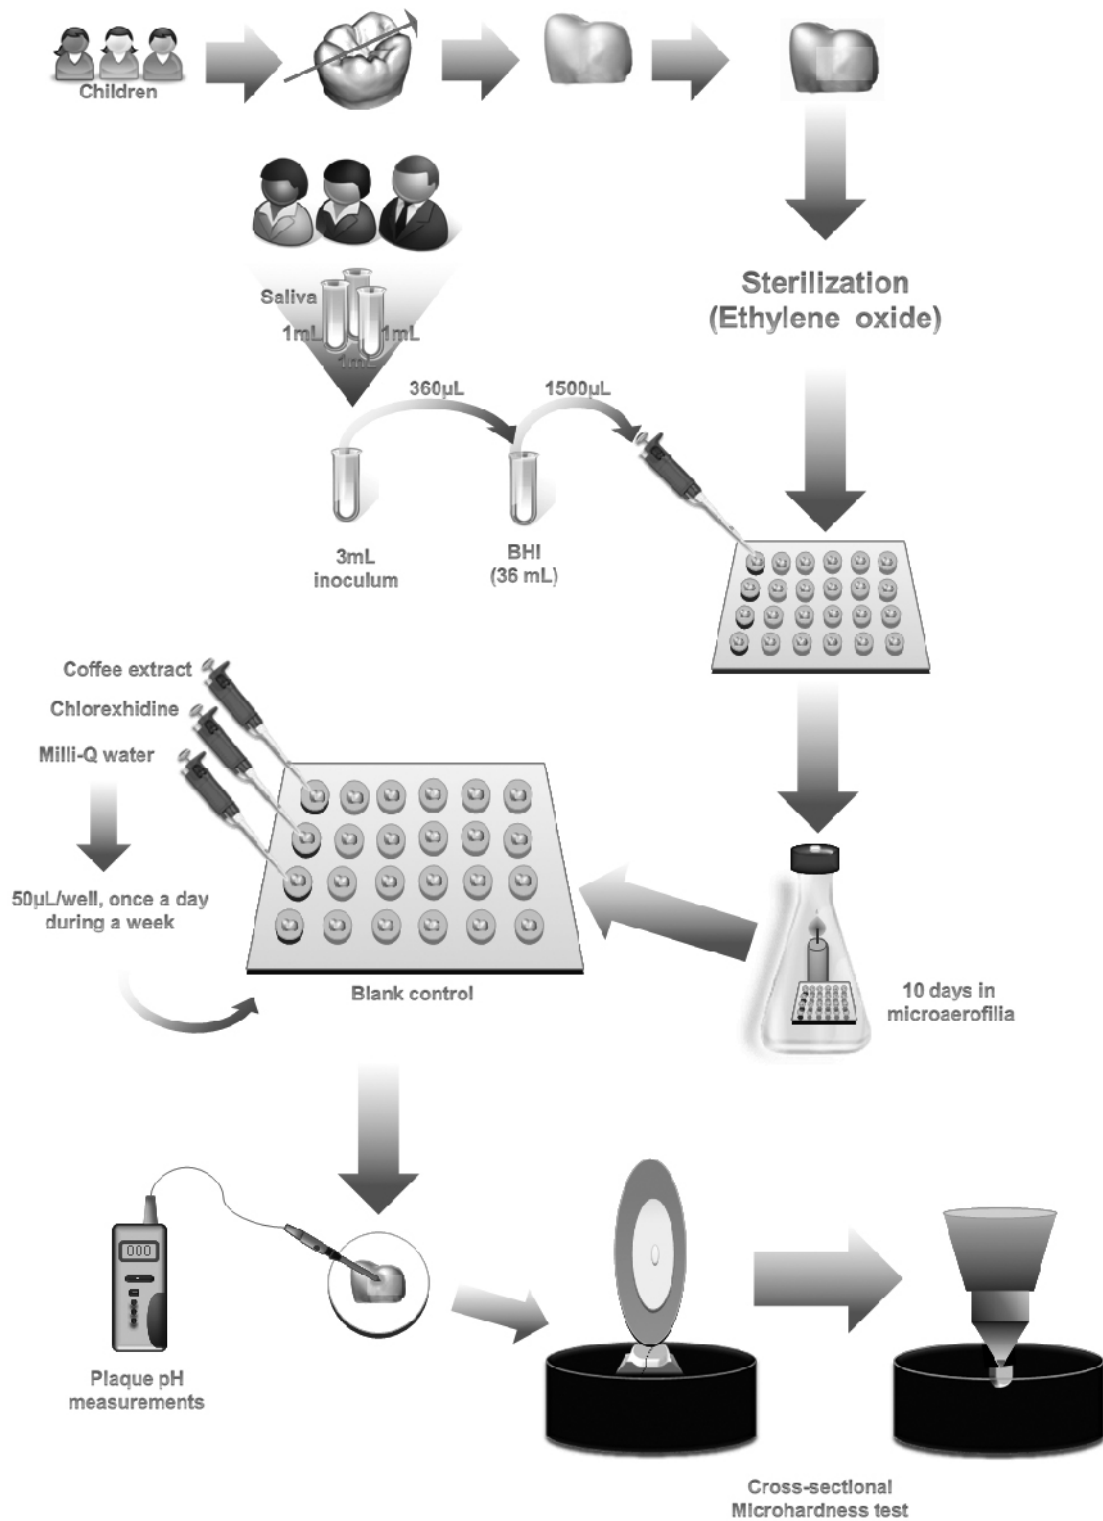 Children
Sterilization
(Ethylene oxide)
Saliva
1mL
1mL
1mL
360µL
1500µL
3mL
inoculum
BHI
(36 mL)
Coffee extract
Chlorexhidine
Milli-Q water
50µL/well, once a day
during a week
Blank control
10 days in
microaerofilia
000
Plaque pH
measurements
Cross-sectional
Microhardness test